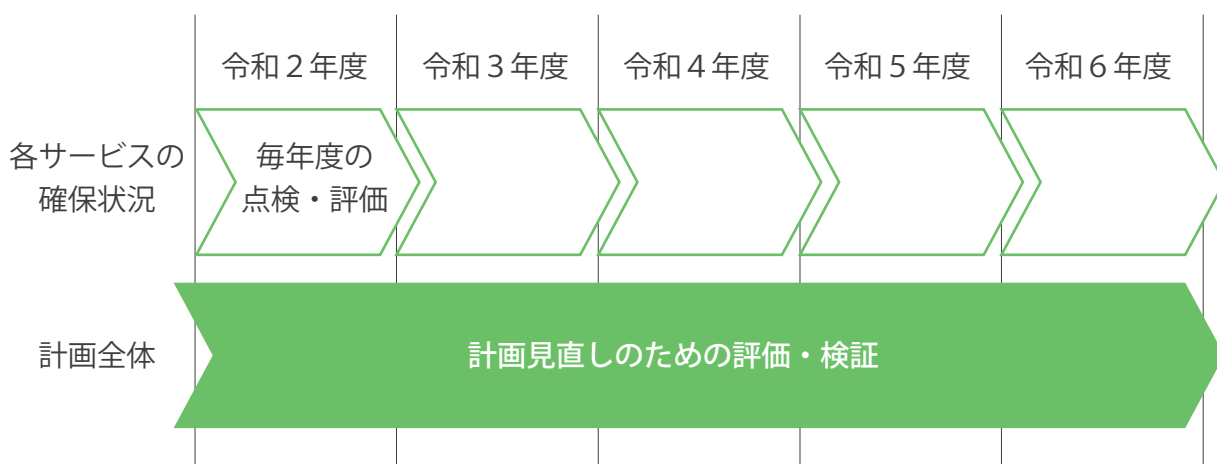 令和２年度
令和３年度
令和４年度
令和５年度
令和６年度
各サービスの
確保状況
毎年度の
点検・評価
計画全体
計画見直しのための評価・検証